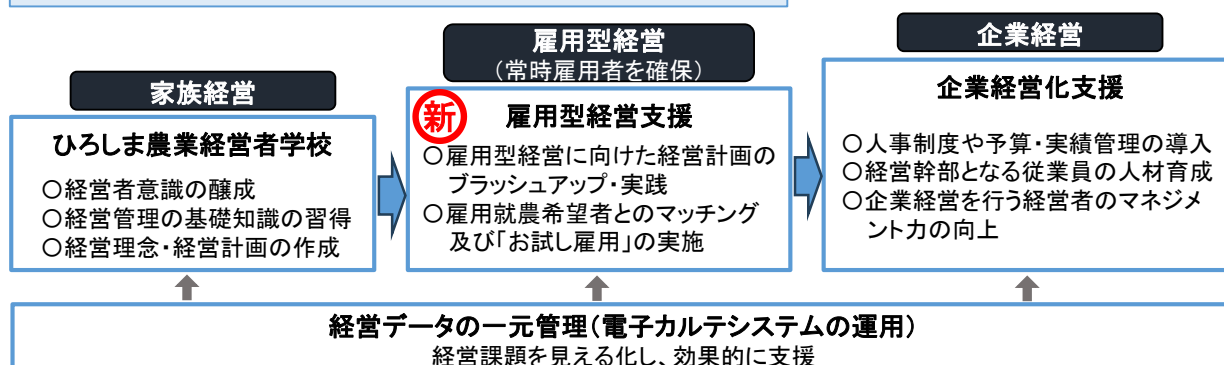 家族経営
ひろしま農業経営者学校
〇経営者意識の醸成
〇経営管理の基礎知識の習得
〇経営理念・経営計画の作成
雇用型経営
（常時雇用者を確保）
新
雇用型経営支援
〇雇用型経営に向けた経営計画の
ブラッシュアップ・実践
〇雇用就農希望者とのマッチング
及び「お試し雇用」の実施
企業経営
企業経営化支援
〇人事制度や予算・実績管理の導入
〇経営幹部となる従業員の人材育成
〇企業経営を行う経営者のマネジメ
ント力の向上
経営データの一元管理（電子カルテシステムの運用）
経営課題を見える化し、効果的に支援